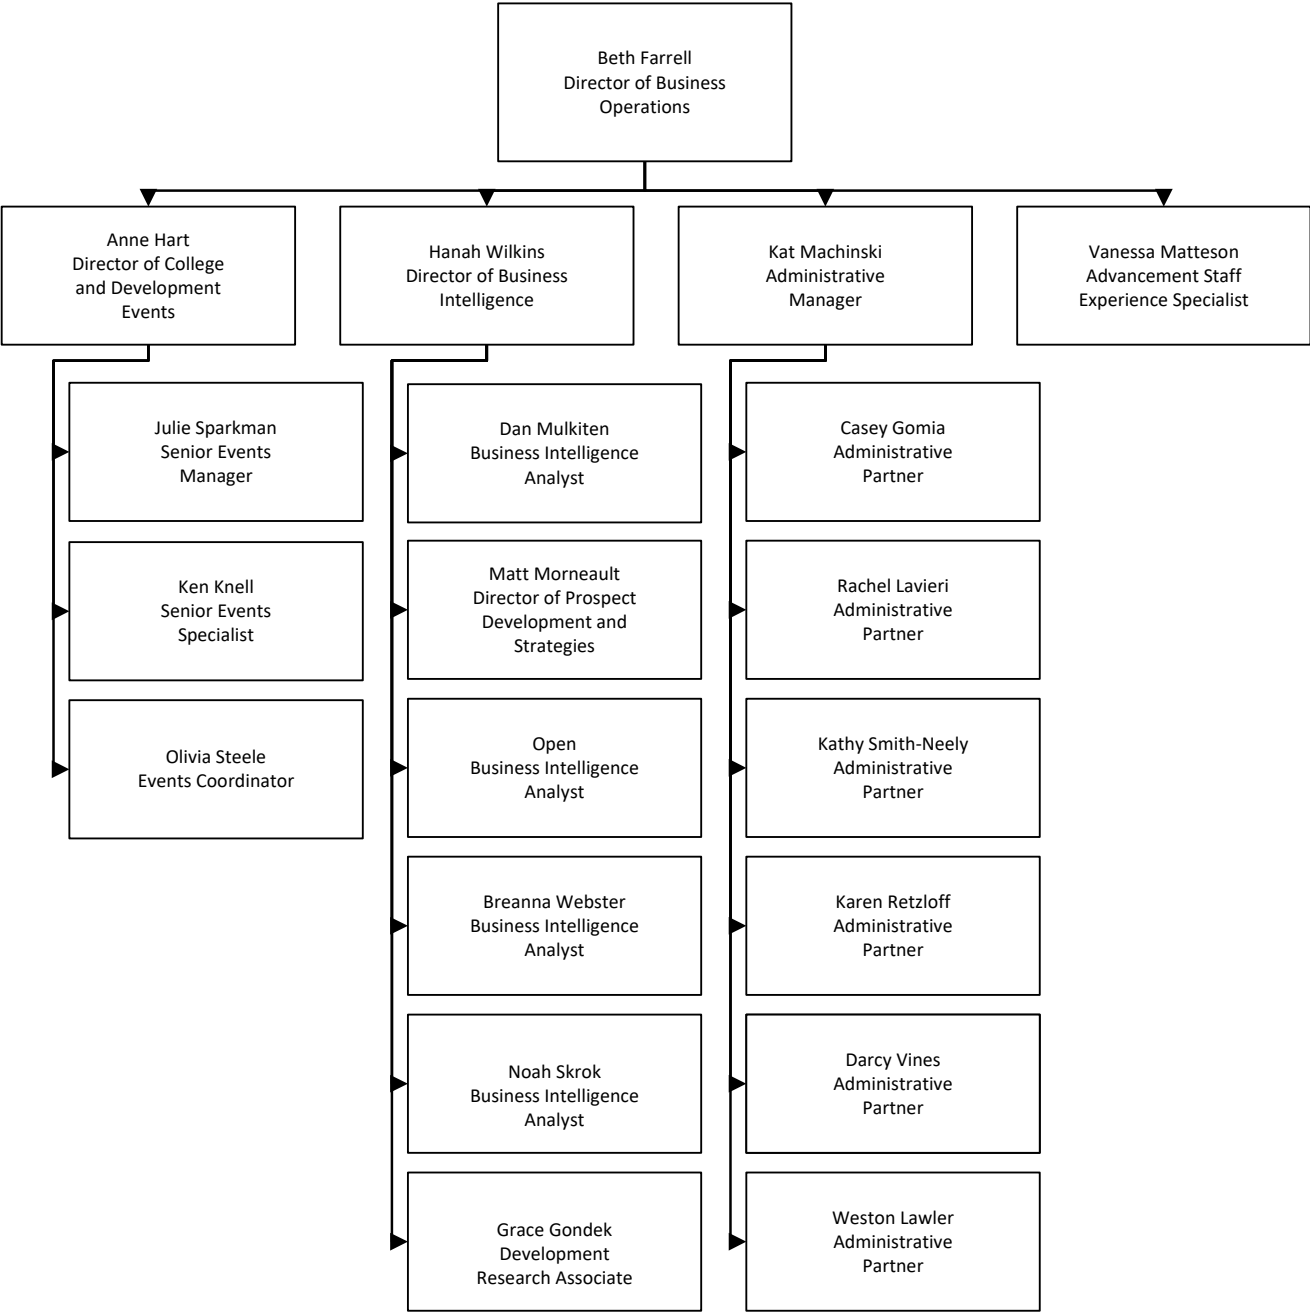 Beth Farrell
Director of Business
Operations
Anne Hart
Director of College
and Development
Events
Hanah Wilkins
Director of Business
Intelligence
Kat Machinski
Administrative
Manager
Vanessa Matteson
Advancement Staff
Experience Specialist
Julie Sparkman
Senior Events
Manager
Ken Knell
Senior Events
Specialist
Olivia Steele
Events Coordinator
Dan Mulkiten
Business Intelligence
Analyst
Matt Morneault
Director of Prospect
Development and
Strategies
Open
Business Intelligence
Analyst
Breanna Webster
Business Intelligence
Analyst
Noah Skrok
Business Intelligence
Analyst
Grace Gondek
Development
Research Associate
Casey Gomia
Administrative
Partner
Rachel Lavieri
Administrative
Partner
Kathy Smith-Neely
Administrative
Partner
Karen Retzloff
Administrative
Partner
Darcy Vines
Administrative
Partner
Weston Lawler
Administrative
Partner